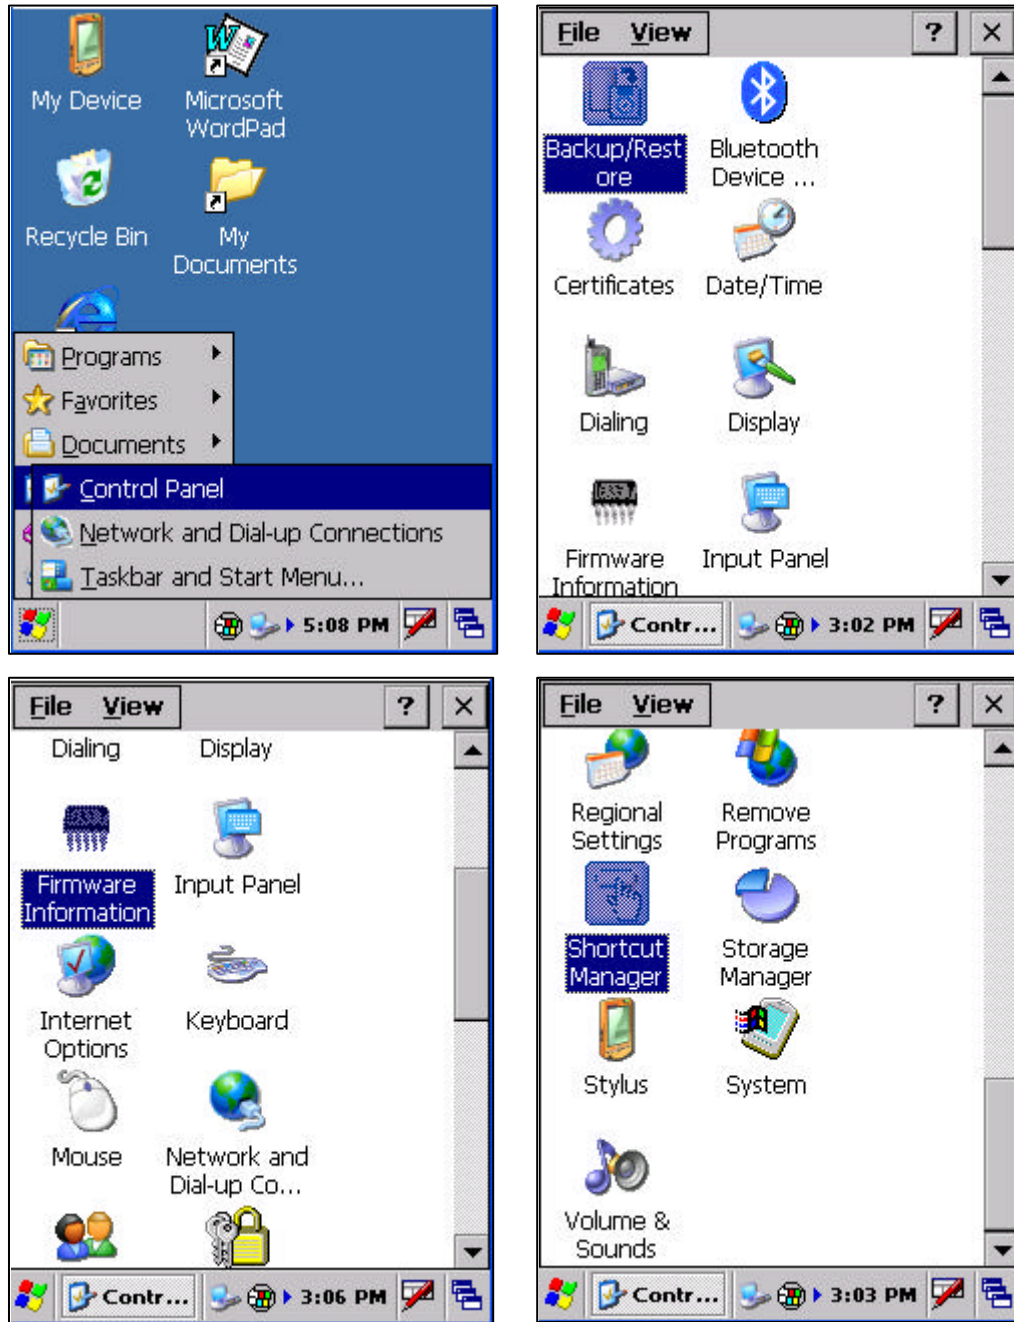 My Device
Microsoft
WordPad
Recycle Bin
My
Documents
Programs
Favorites
Documents
Control Panel
Network and Dial-up Connections
Taskbar and Start Menu...
5:08 PM
File View ? ×
Backup/Rest
ore
Bluetooth
Device ...
Certificates
Date/Time
Dialing
Display
Firmware
Information
Input Panel
Contr...
3:02 PM
File View ? ×
Dialing
Display
Firmware
Information
Input Panel
Internet
Options
Keyboard
Mouse
Network and
Dial-up Co...
Contr...
3:06 PM
File View ? ×
Regional
Settings
Remove
Programs
Shortcut
Manager
Storage
Manager
Stylus
System
Volume &
Sounds
Contr...
3:03 PM